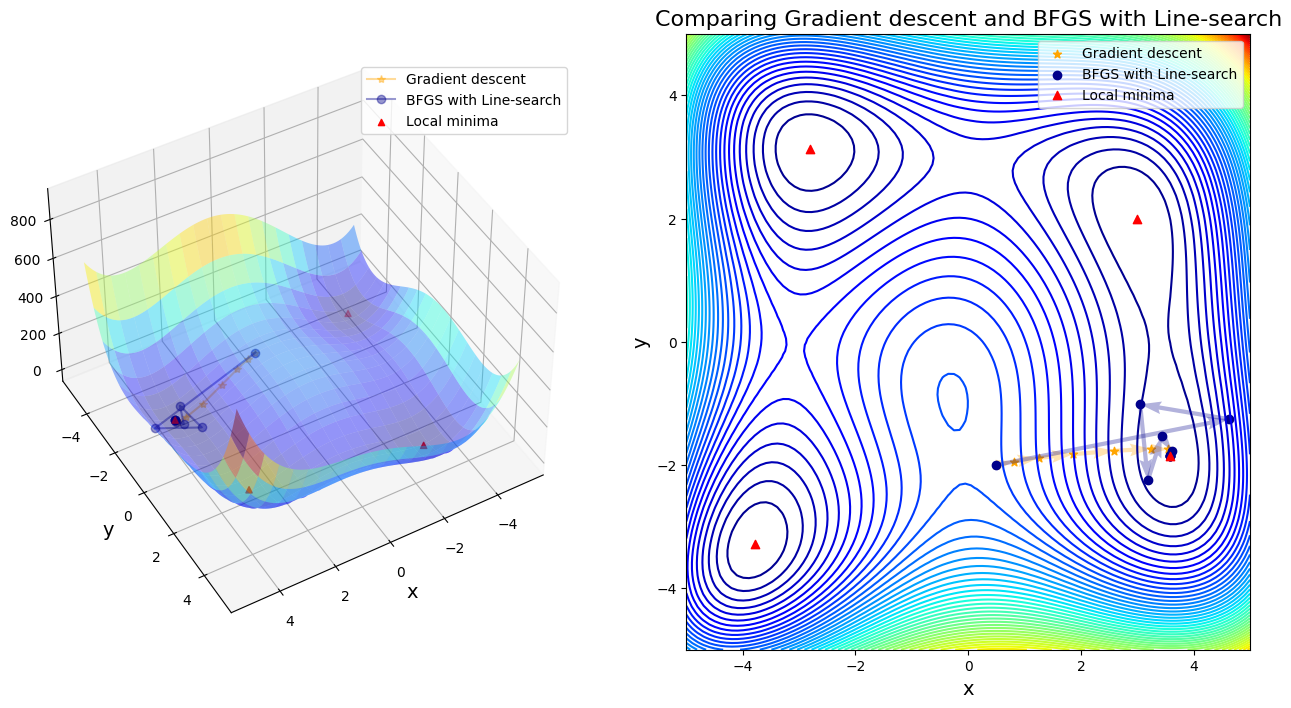 Gradient descent
BFGS with Line-search
Local minima
800
600
400
200
0
−4
−2
0
2
4
y
4
2
0
−2
−4
x
Comparing Gradient descent and BFGS with Line-search
Gradient descent
BFGS with Line-search
Local minima
4
2
0
−2
−4
y
−4
−2
0
2
4
x